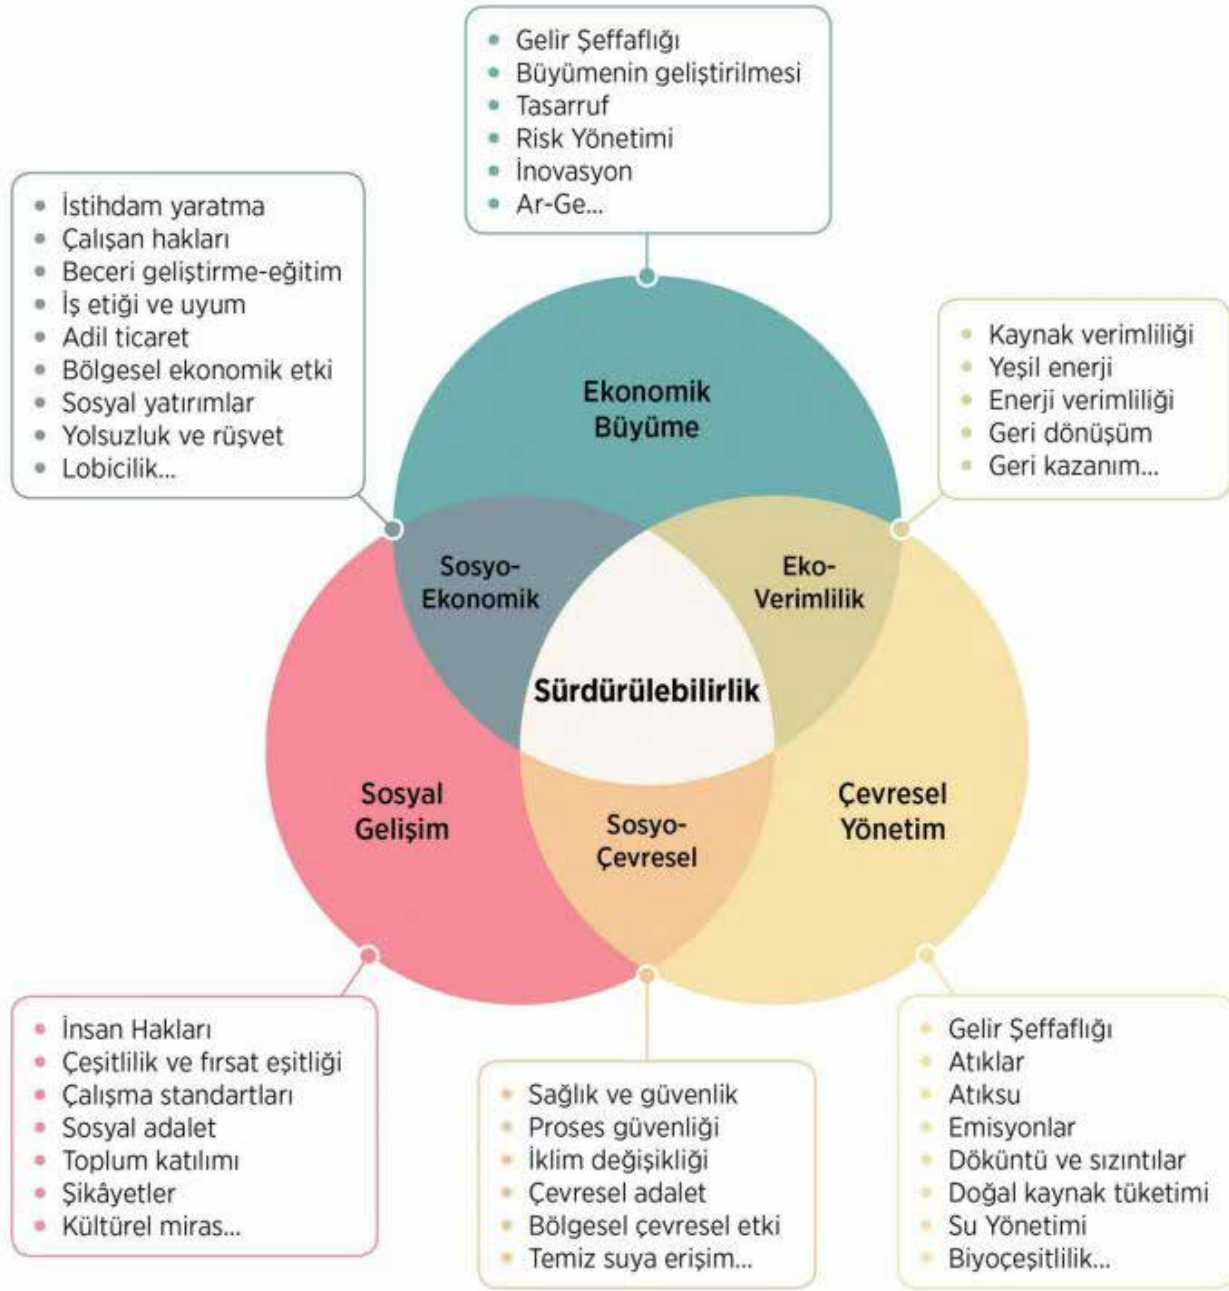 • Gelir Şeffaflığı
• Büyümenin geliştirilmesi
• Tasarruf
• Risk Yönetimi
• İnovasyon
• Ar-Ge...
• İstihdam yaratma
• Çalışan hakları
• Beceri geliştirme-eğitim
• İş etiği ve uyum
• Adil ticaret
• Bölgesel ekonomik etki
• Sosyal yatırımlar
• Yolsuzluk ve rüşvet
• Lobicilik...
• Kaynak verimliliği
• Yeşil enerji
• Enerji verimliliği
• Geri dönüşüm
• Geri kazanım...
Ekonomik
Büyüme
Sosyo-
Ekonomik
Eko-
Verimlilik
Sürdürülebilirlik
Sosyal
Gelişim
Sosyo-
Çevresel
Çevresel
Yönetim
• İnsan Hakları
• Çeşitlilik ve fırsat eşitliği
• Çalışma standartları
• Sosyal adalet
• Toplum katılımı
• Şikâyetler
• Kültürel miras...
• Sağlık ve güvenlik
• Proses güvenliği
• İklim değişikliği
• Çevresel adalet
• Bölgesel çevresel etki
• Temiz suya erişim...
• Gelir Şeffaflığı
• Atıklar
• Atıksu
• Emisyonlar
• Döküntü ve sızıntılar
• Doğal kaynak tüketimi
• Su Yönetimi
• Biyoçeşitlilik...